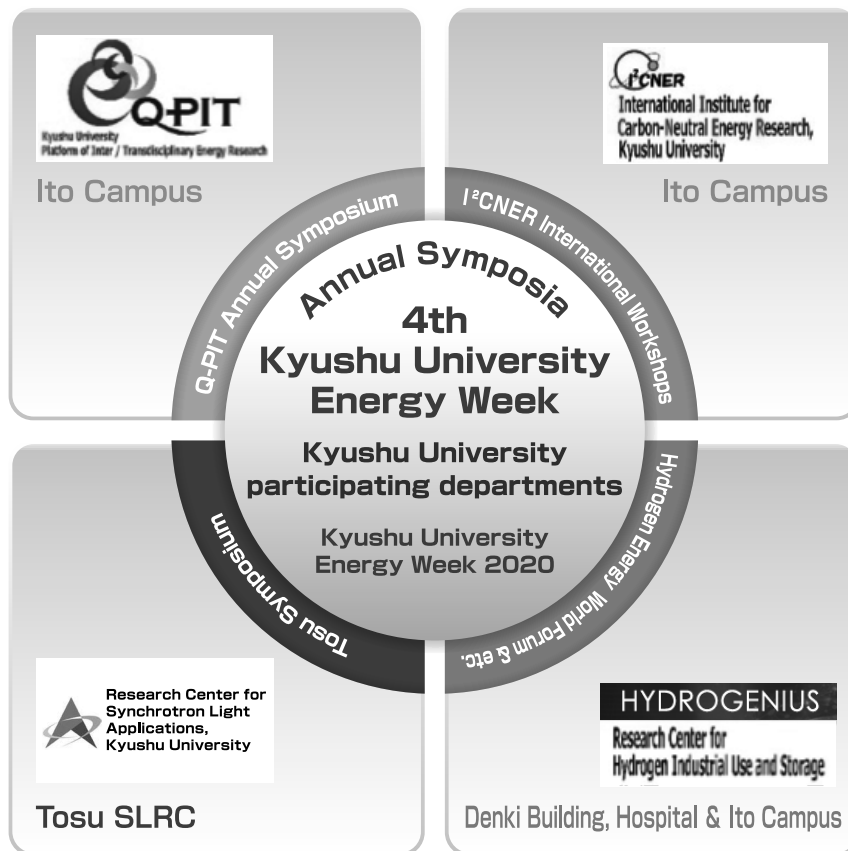 Q-PIT
Kyushu University
Platform of Inter / Transdisciplinary Energy Research
Ito Campus
I²CNER
International Institute for
Carbon-Neutral Energy Research,
Kyushu University
Ito Campus
Q-PIT Annual Symposium
I²CNER International Workshops
Annual Symposia
4th
Kyushu University
Energy Week
Kyushu University
participating departments
Kyushu University
Energy Week 2020
Tosu Symposium
Hydrogen Energy World Forum & etc.
Research Center for
Synchrotron Light
Applications,
Kyushu University
Tosu SLRC
HYDROGENIUS
Research Center for
Hydrogen Industrial Use and Storage
Denki Building, Hospital & Ito Campus